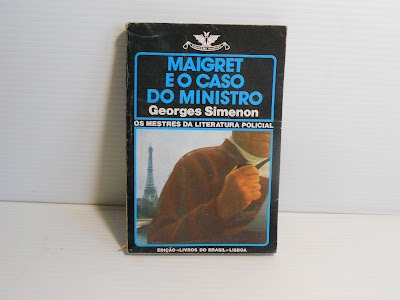 MAIGRET
E O CASO
DO MINISTRO
Georges Simenon
OS MESTRES DA LITERATURA POLICIAL
EDIÇÃO «LIVROS DO BRASIL» LISBOA